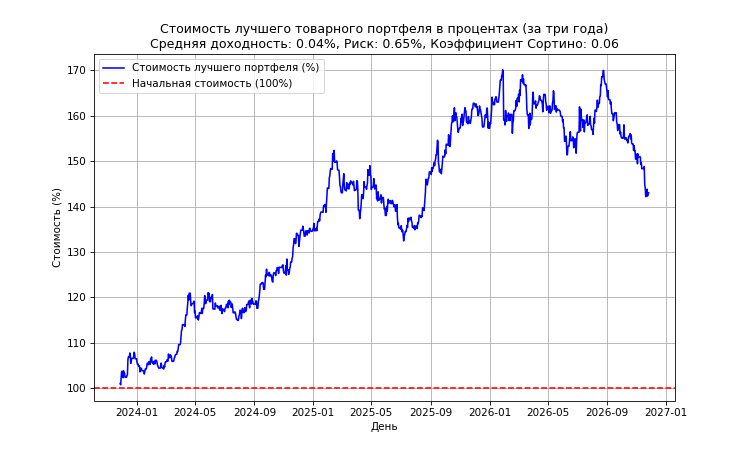 Стоимость лучшего товарного портфеля в процентах (за три года)
Средняя доходность: 0.04%, Риск: 0.65%, Коэффициент Сортино: 0.06
Стоимость лучшего портфеля (%)
Начальная стоимость (100%)
Стоимость (%)
170
160
150
140
130
120
110
100
2024-01 2024-05 2024-09 2025-01 2025-05 2025-09 2026-01 2026-05 2026-09 2027-01
День